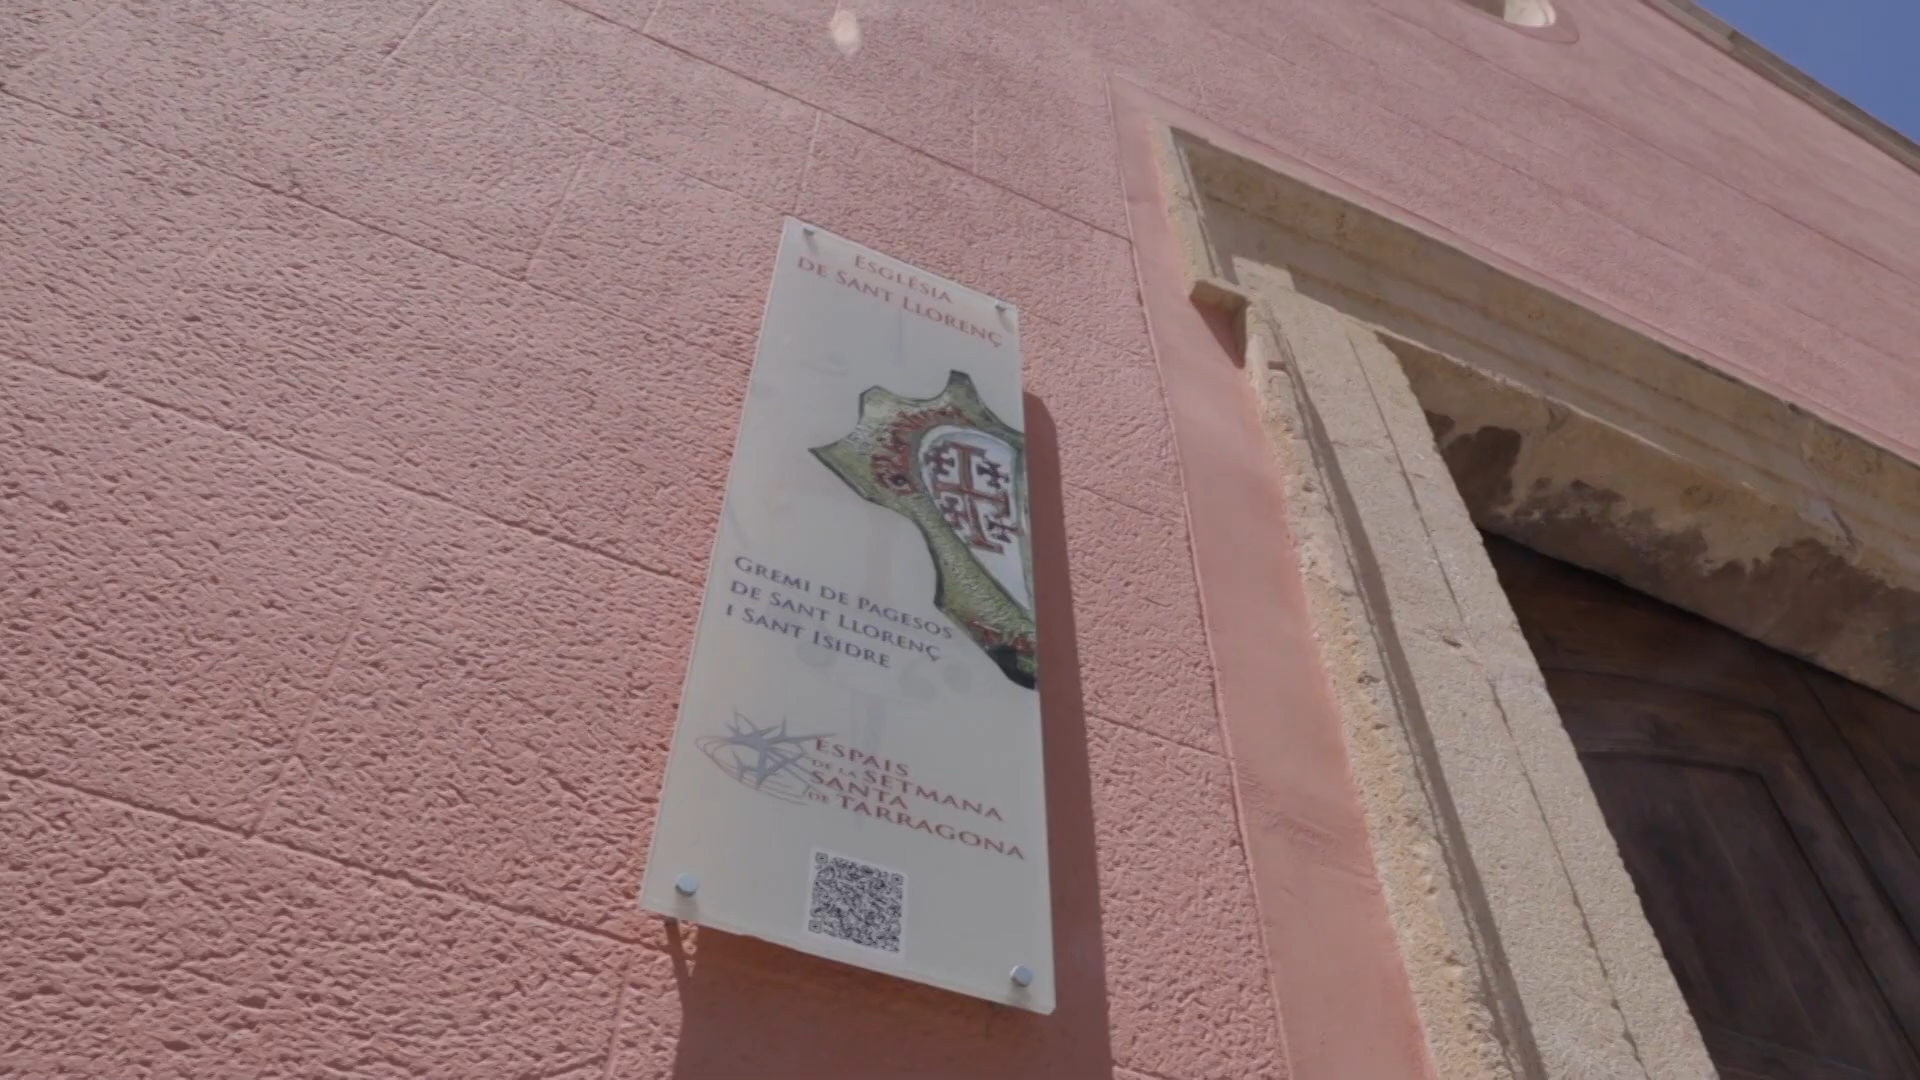 ESGLÉSIA
DE SANT LLORENÇ
GREMI DE PAGESOS
DE SANT LLORENÇ
I SANT ISIDRE
ESPAIS
DE LA SETMANA
SANTA
DE TARRAGONA